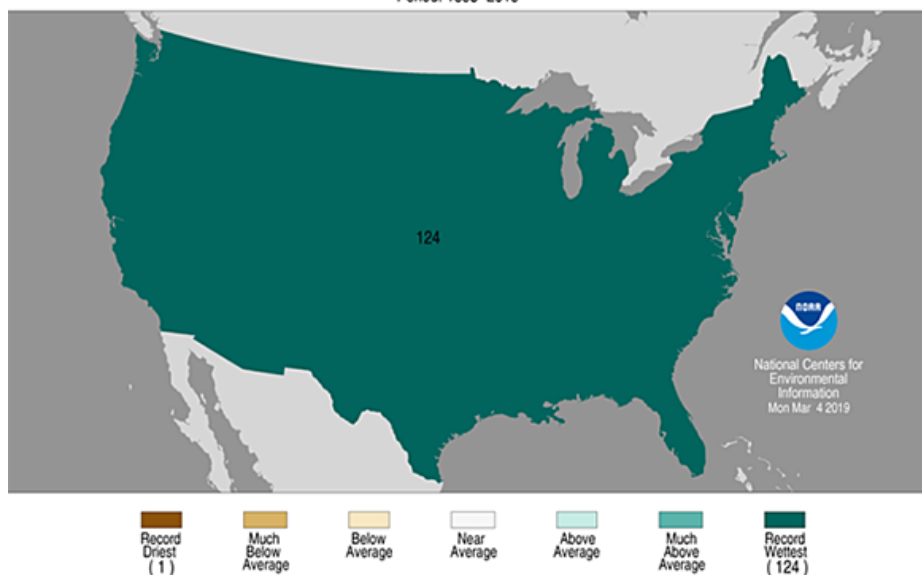 124
NOAA
National Centers for
Environmental
Information
Mon Mar 4 2019
Record
Driest
( 1 )
Much
Below
Average
Below
Average
Near
Average
Above
Average
Much
Above
Average
Record
Wettest
( 124 )